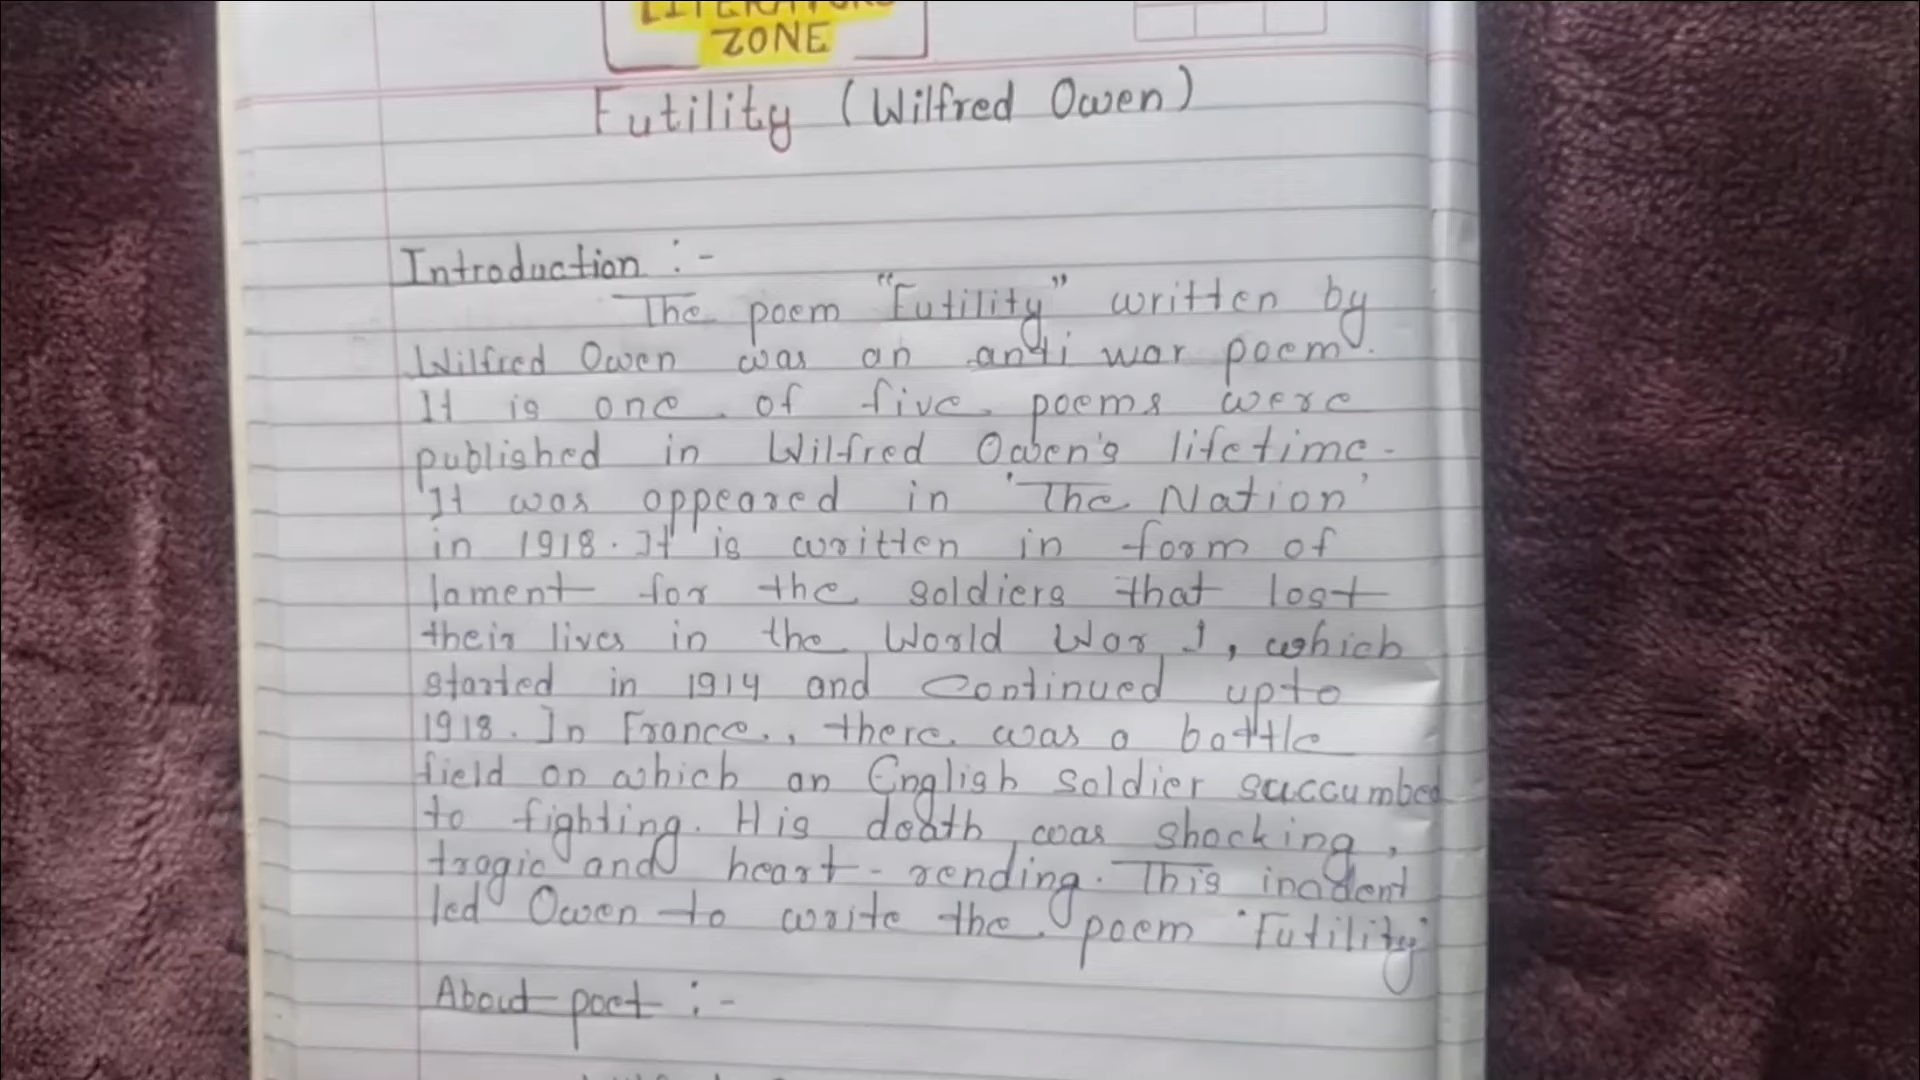 LITERATURE
ZONE
Futility (Wilfred Owen)
Introduction :-
The poem "Futility" written by
Wilfred Owen was an anti war poem.
It is one of five poems were
published in Wilfred Owen's lifetime.
It was appeared in 'The Nation'
in 1918. It is written in form of
lament for the soldiers that lost
their lives in the World War I, which
started in 1914 and continued upto
1918. In France, there was a battle
field on which an English soldier succumbed
to fighting. His death was shocking,
tragic and heart-rending. This incident
led Owen to write the poem 'Futility'
About poet :-